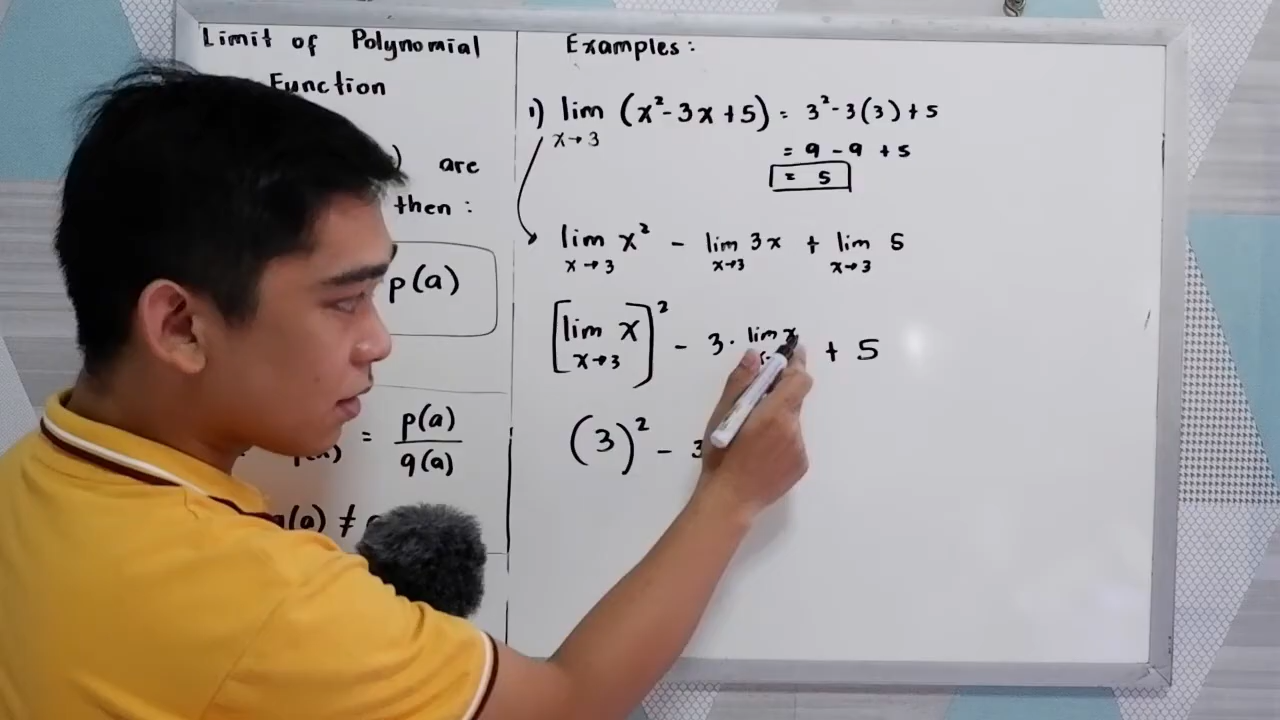 Limit of Polynomial
Function
) are
then :
p(a)
= p(a)/q(a)
q(a) ≠
Examples:
1) lim (x² - 3x + 5) = 3² - 3(3) + 5
x→3
= 9 - 9 + 5
= 5
lim x² - lim 3x + lim 5
x→3 x→3 x→3
[lim x]² - 3 · lim x + 5
x→3
(3)² - 3